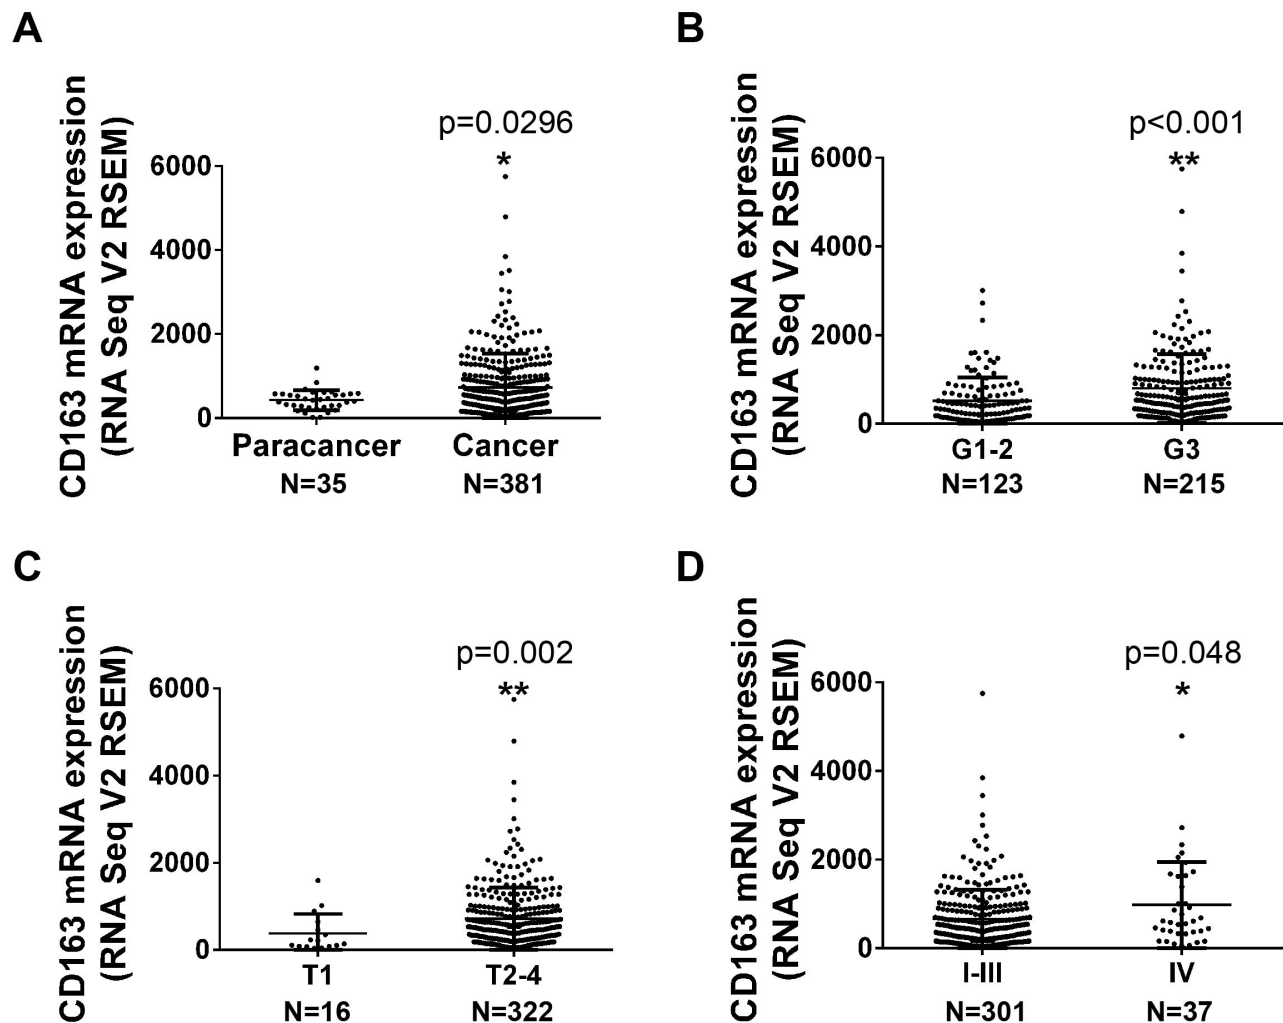 A
CD163 mRNA expression
(RNA Seq V2 RSEM)
p=0.0296
*
6000
4000
2000
0
Paracancer
Cancer
N=35
N=381
B
CD163 mRNA expression
(RNA Seq V2 RSEM)
p<0.001
**
6000
4000
2000
0
G1-2
G3
N=123
N=215
C
CD163 mRNA expression
(RNA Seq V2 RSEM)
p=0.002
**
6000
4000
2000
0
T1
T2-4
N=16
N=322
D
CD163 mRNA expression
(RNA Seq V2 RSEM)
p=0.048
*
6000
4000
2000
0
I-III
IV
N=301
N=37